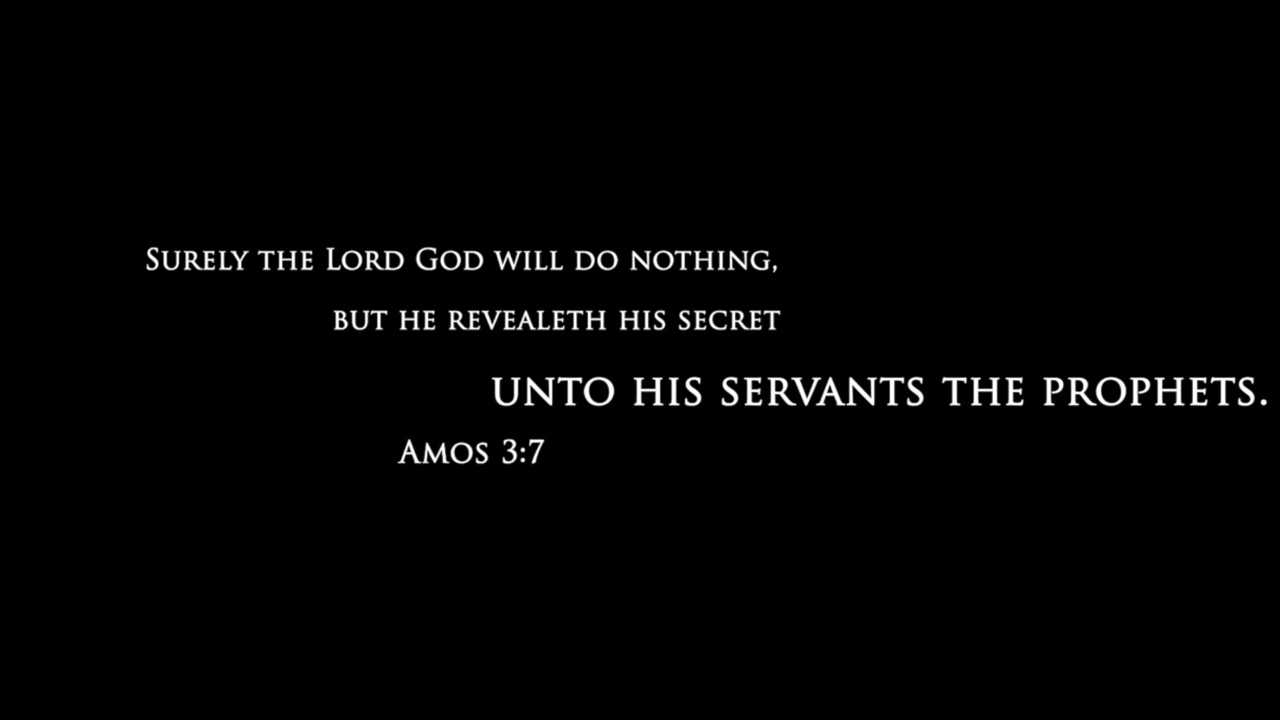 Surely the Lord God will do nothing,
but he revealeth his secret
unto his servants the prophets.
Amos 3:7